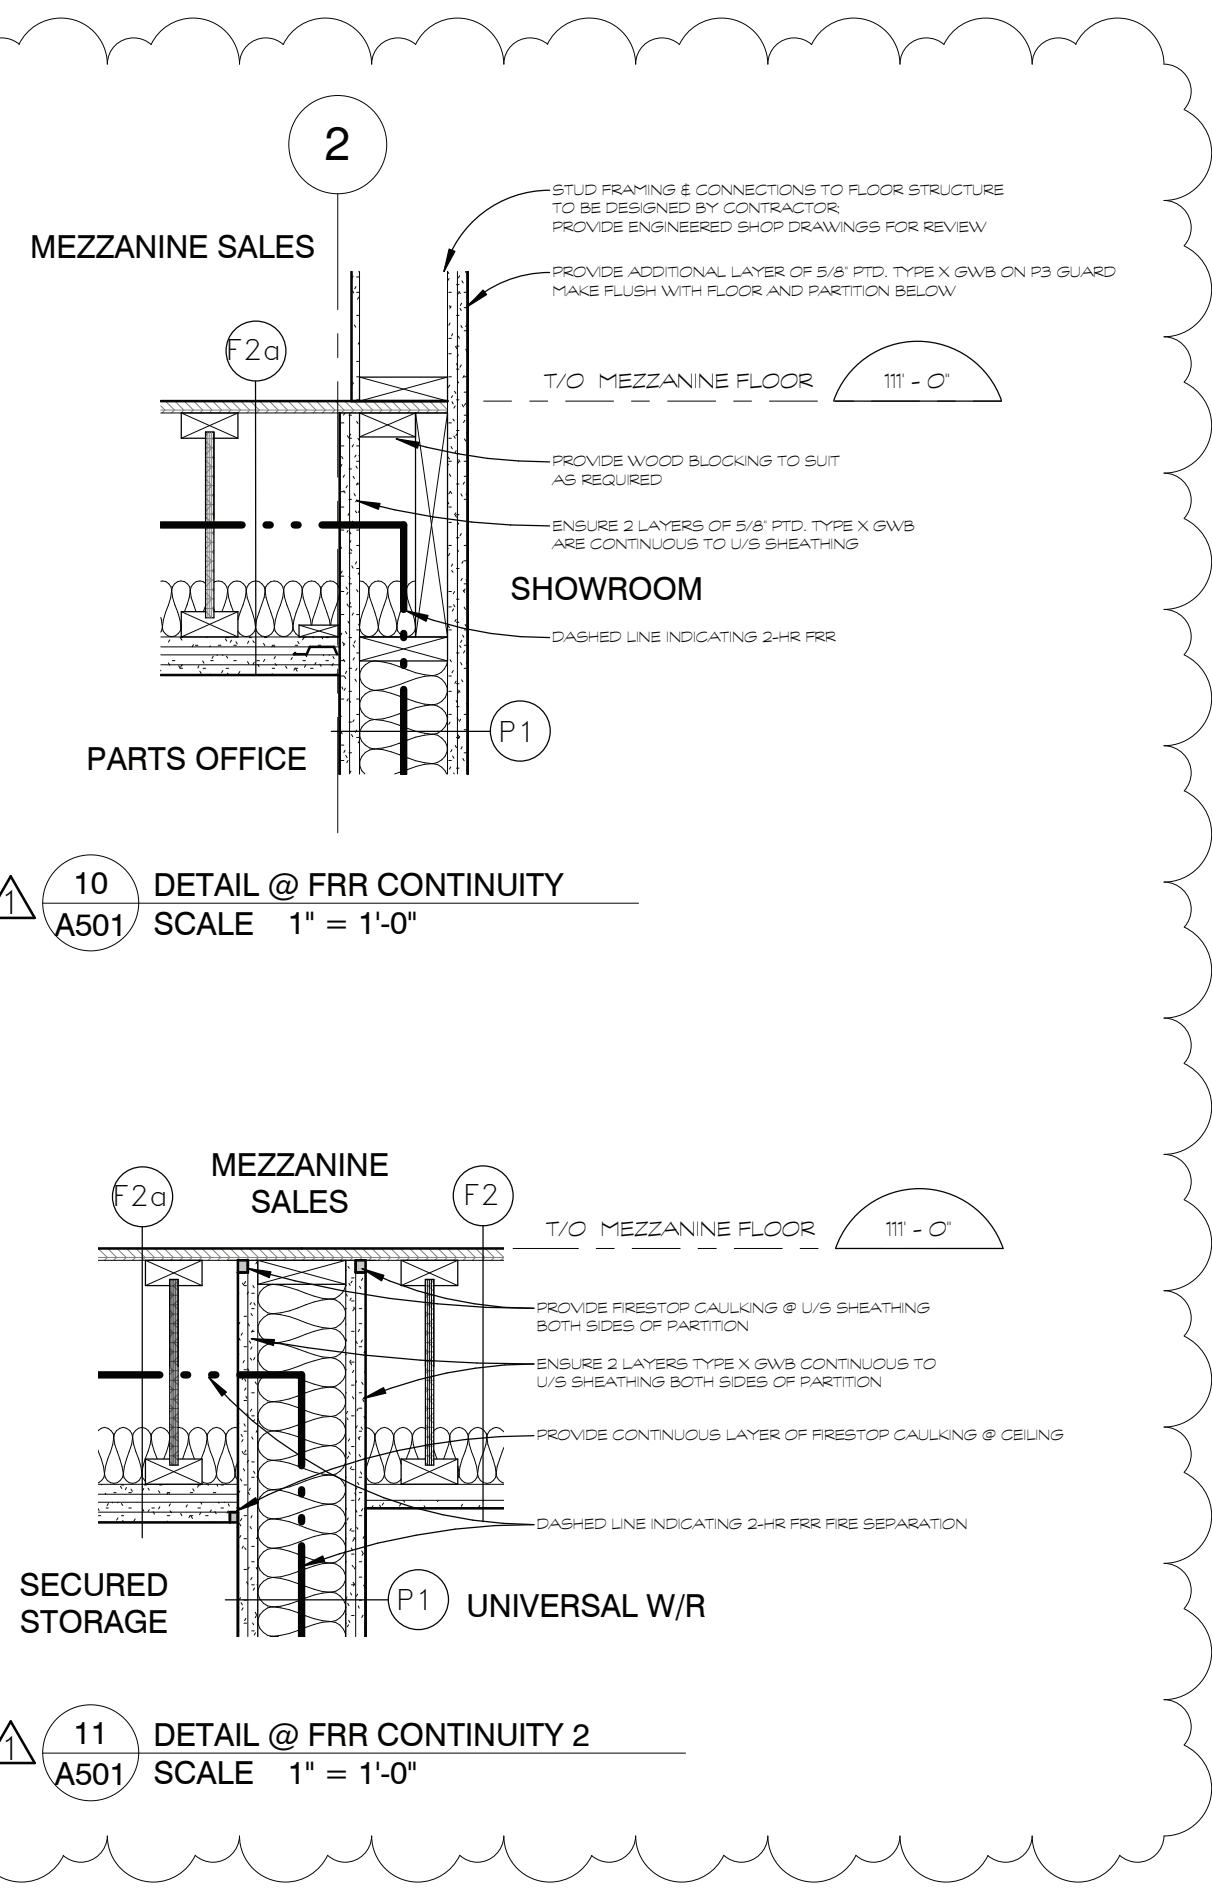 2
MEZZANINE SALES
STUD FRAMING & CONNECTIONS TO FLOOR STRUCTURE
TO BE DESIGNED BY CONTRACTOR;
PROVIDE ENGINEERED SHOP DRAWINGS FOR REVIEW
PROVIDE ADDITIONAL LAYER OF 5/8" PTD. TYPE X GWB ON P3 GUARD
MAKE FLUSH WITH FLOOR AND PARTITION BELOW
F2a
T/O MEZZANINE FLOOR
111' - 0"
PROVIDE WOOD BLOCKING TO SUIT
AS REQUIRED
ENSURE 2 LAYERS OF 5/8" PTD. TYPE X GWB
ARE CONTINUOUS TO U/S SHEATHING
SHOWROOM
DASHED LINE INDICATING 2-HR FRR
P1
PARTS OFFICE
1
10
A501
DETAIL @ FRR CONTINUITY
SCALE 1" = 1'-0"
MEZZANINE
SALES
F2a
F2
T/O MEZZANINE FLOOR
111' - 0"
PROVIDE FIRESTOP CAULKING @ U/S SHEATHING
BOTH SIDES OF PARTITION
ENSURE 2 LAYERS TYPE X GWB CONTINUOUS TO
U/S SHEATHING BOTH SIDES OF PARTITION
PROVIDE CONTINUOUS LAYER OF FIRESTOP CAULKING @ CEILING
DASHED LINE INDICATING 2-HR FRR FIRE SEPARATION
SECURED
STORAGE
P1
UNIVERSAL W/R
1
11
A501
DETAIL @ FRR CONTINUITY 2
SCALE 1" = 1'-0"